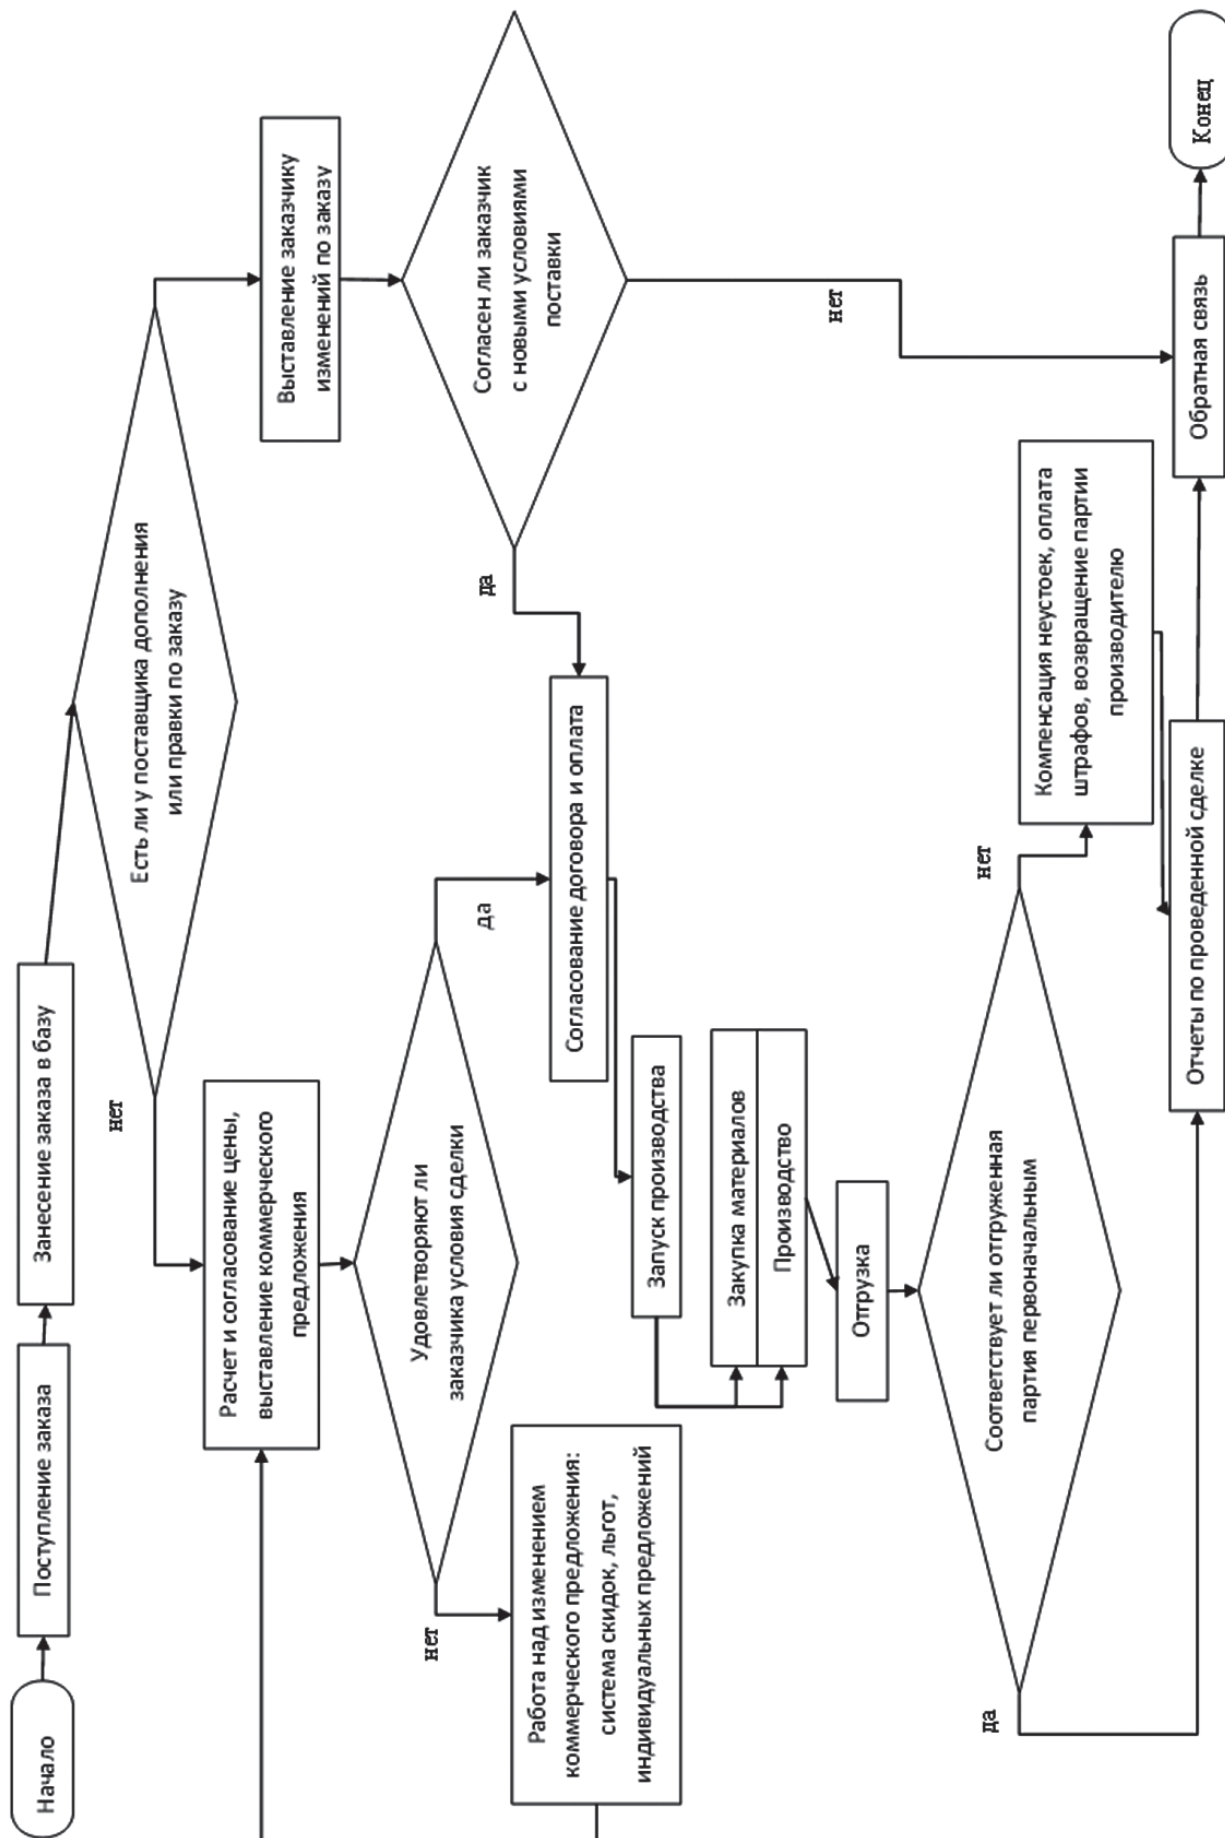 Начало
Поступление заказа
Занесение заказа в базу
Есть ли у поставщика дополнения
или правки по заказу
нет
Расчет и согласование цены,
выставление коммерческого
предложения
Выставление заказчику
изменений по заказу
Удовлетворяют ли
заказчика условия сделки
нет
да
Согласен ли заказчик
с новыми условиями
поставки
да
нет
Работа над изменением
коммерческого предложения:
система скидок, льгот,
индивидуальных предложений
Согласование договора и оплата
Запуск производства
Закупка материалов
Производство
Отгрузка
Соответствует ли отгруженная
партия первоначальным
да
нет
Компенсация неустоек, оплата
штрафов, возвращение партии
производителю
Отчеты по проведенной сделке
Обратная связь
Конец